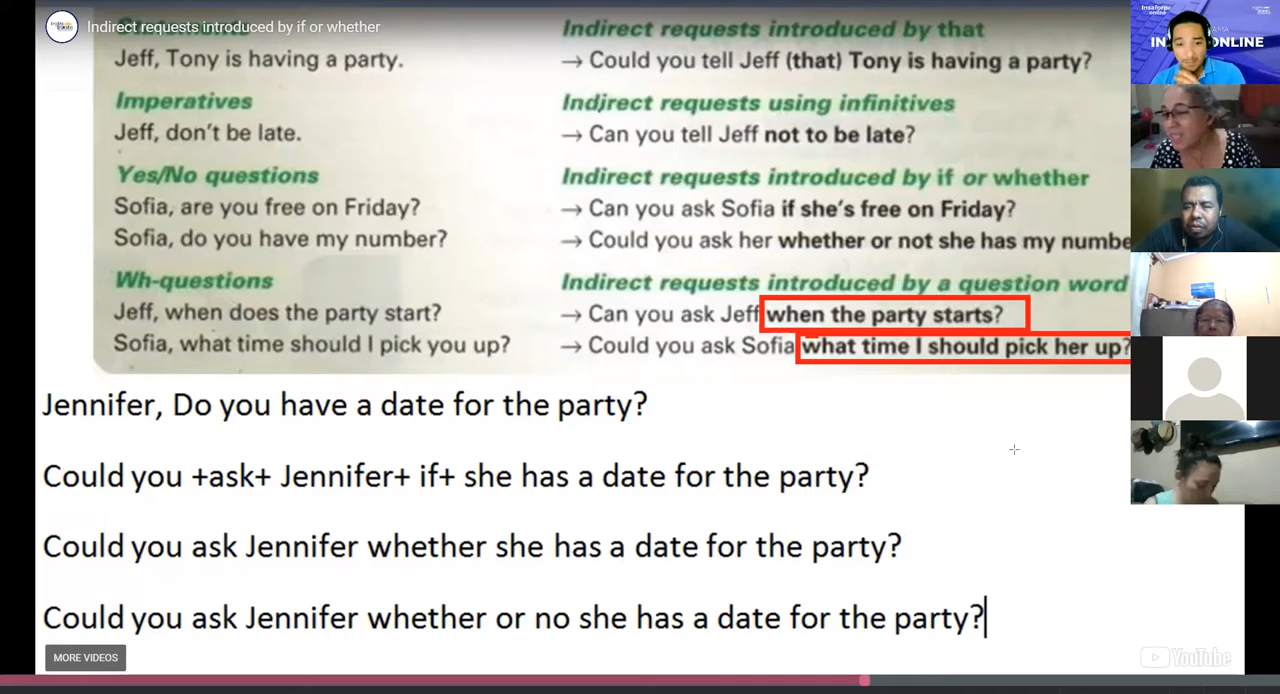 Indirect requests introduced by if or whether
Indirect requests introduced by that
Jeff, Tony is having a party.
→ Could you tell Jeff (that) Tony is having a party?
Imperatives
Indirect requests using infinitives
Jeff, don't be late.
→ Can you tell Jeff not to be late?
Yes/No questions
Indirect requests introduced by if or whether
Sofia, are you free on Friday?
→ Can you ask Sofia if she's free on Friday?
Sofia, do you have my number?
→ Could you ask her whether or not she has my numbe
Wh-questions
Indirect requests introduced by a question word
Jeff, when does the party start?
→ Can you ask Jeff when the party starts?
Sofia, what time should I pick you up?
→ Could you ask Sofia what time I should pick her up?
Jennifer, Do you have a date for the party?
Could you +ask+ Jennifer+ if+ she has a date for the party?
Could you ask Jennifer whether she has a date for the party?
Could you ask Jennifer whether or no she has a date for the party?
MORE VIDEOS
YouTube
Insaforp
online
ONLINE